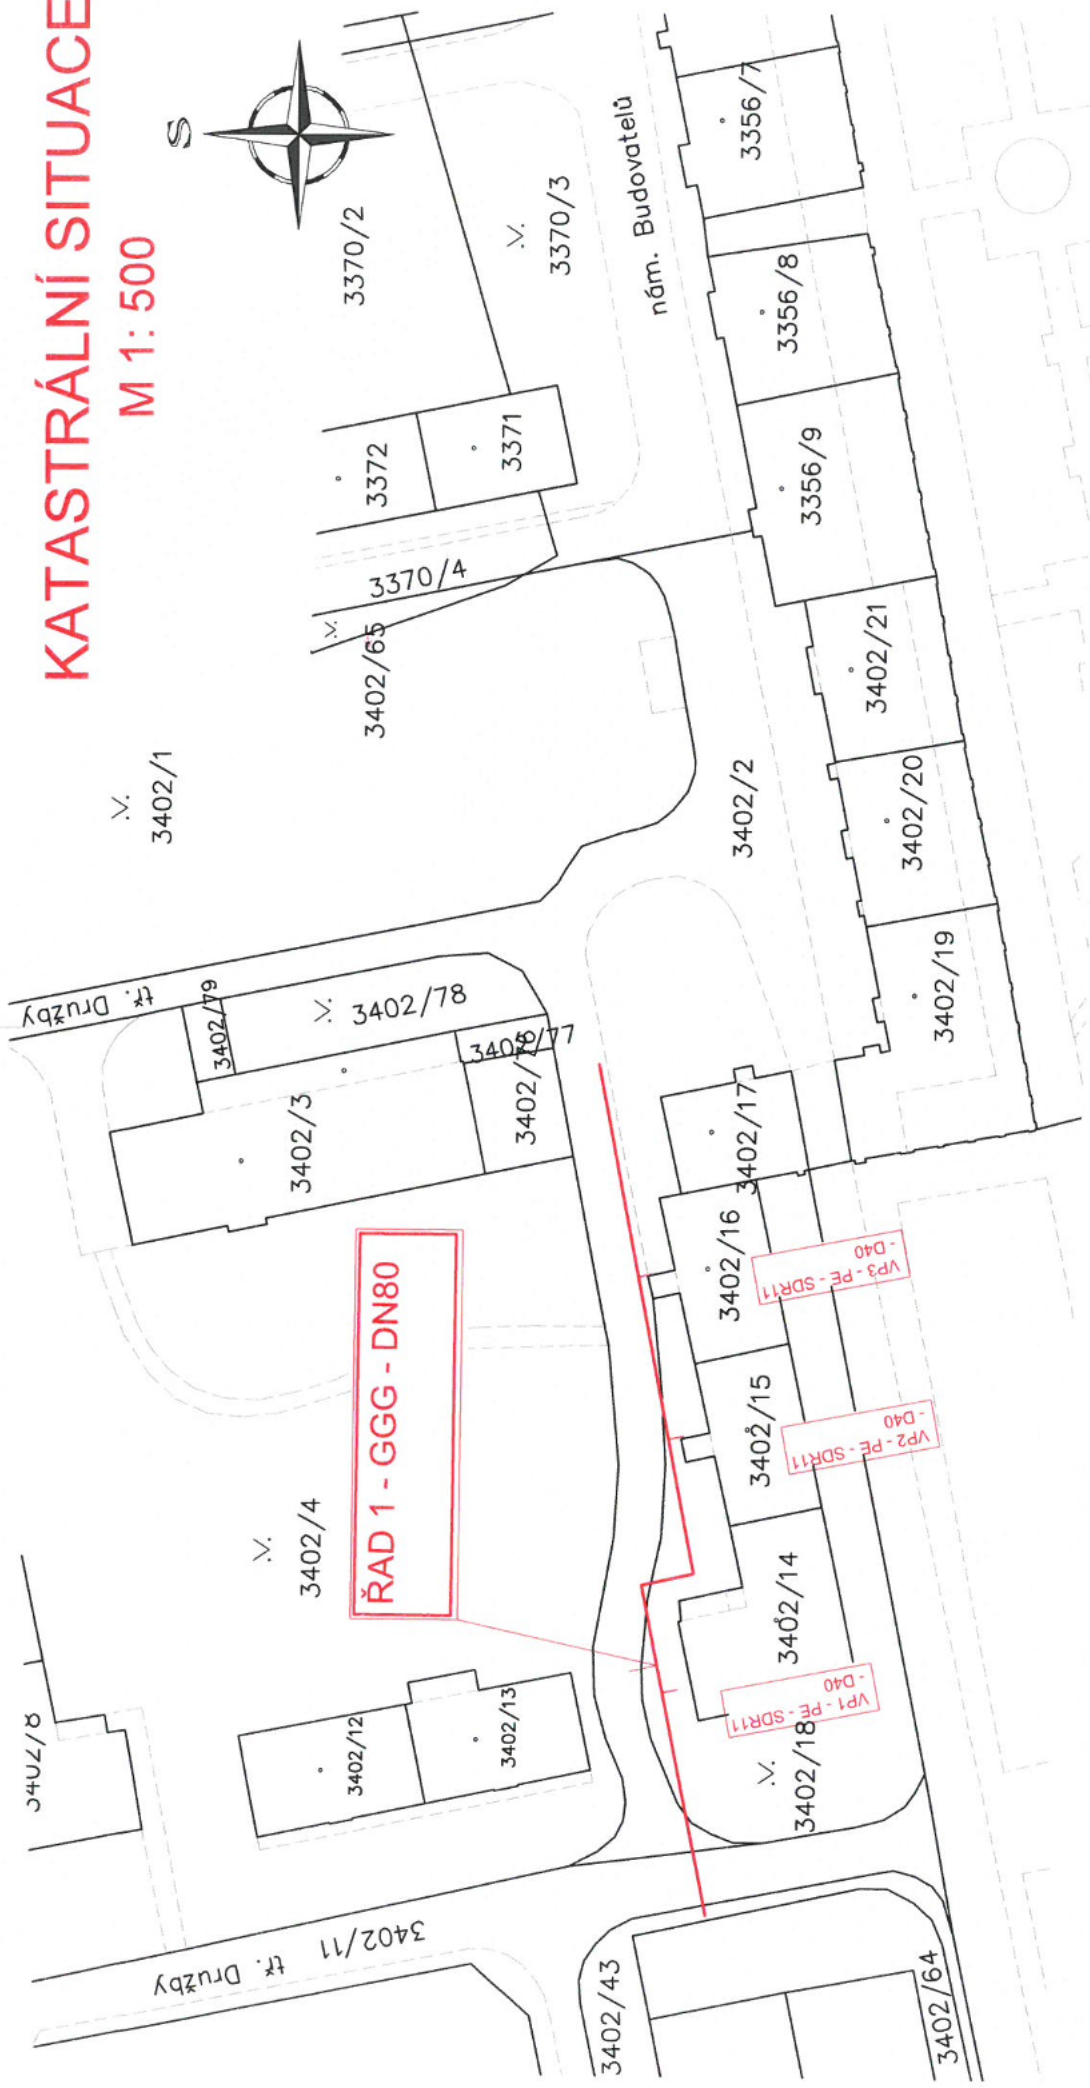 KATASTRÁLNÍ SITUACE
M 1: 500
S
3370/2
.V.
3370/3
nám. Budovatelů
3356/7
3356/8
3356/9
3372
3371
3370/4
.V.
3402/65
.V.
3402/1
3402/2
3402/21
3402/20
3402/19
tř. Družby
3402/79
.V.
3402/78
3402/77
3402/3
3402/17
3402/16
3402/15
3402/14
.V.
3402/18
VP3 - PE - SDR11
- D40
VP2 - PE - SDR11
- D40
VP1 - PE - SDR11
- D40
ŘAD 1 - GGG - DN80
.V.
3402/4
3402/8
3402/12
3402/13
tř. Družby
3402/11
3402/43
3402/64